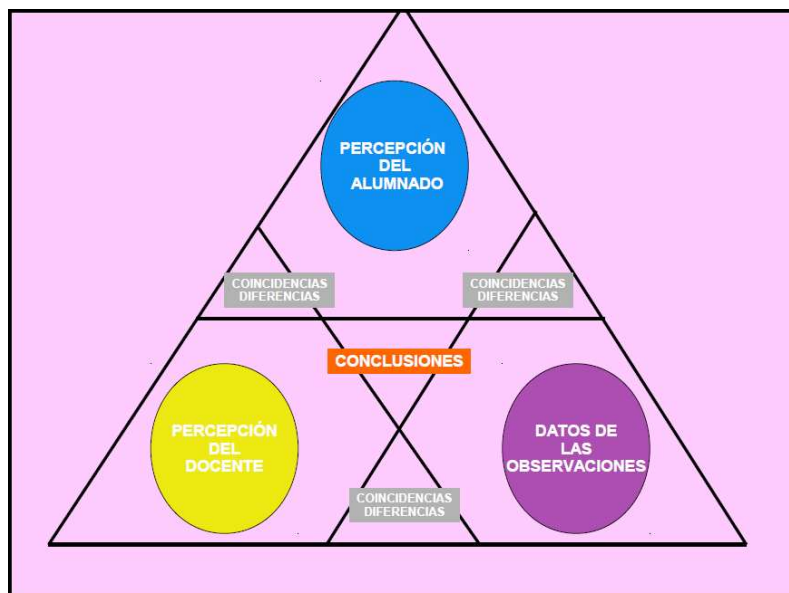 PERCEPCIÓN
DEL
ALUMNADO
COINCIDENCIAS
DIFERENCIAS
COINCIDENCIAS
DIFERENCIAS
CONCLUSIONES
PERCEPCIÓN
DEL
DOCENTE
DATOS DE
LAS
OBSERVACIONES
COINCIDENCIAS
DIFERENCIAS